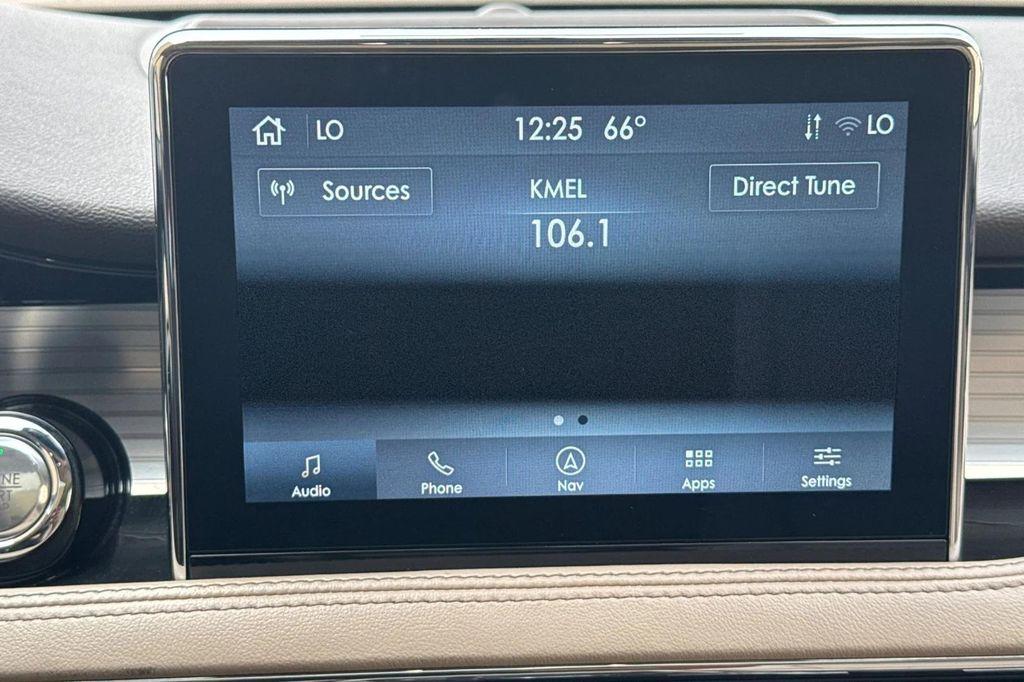 LO 12:25 66° LO
Sources KMEL Direct Tune
106.1
Audio Phone Nav Apps Settings